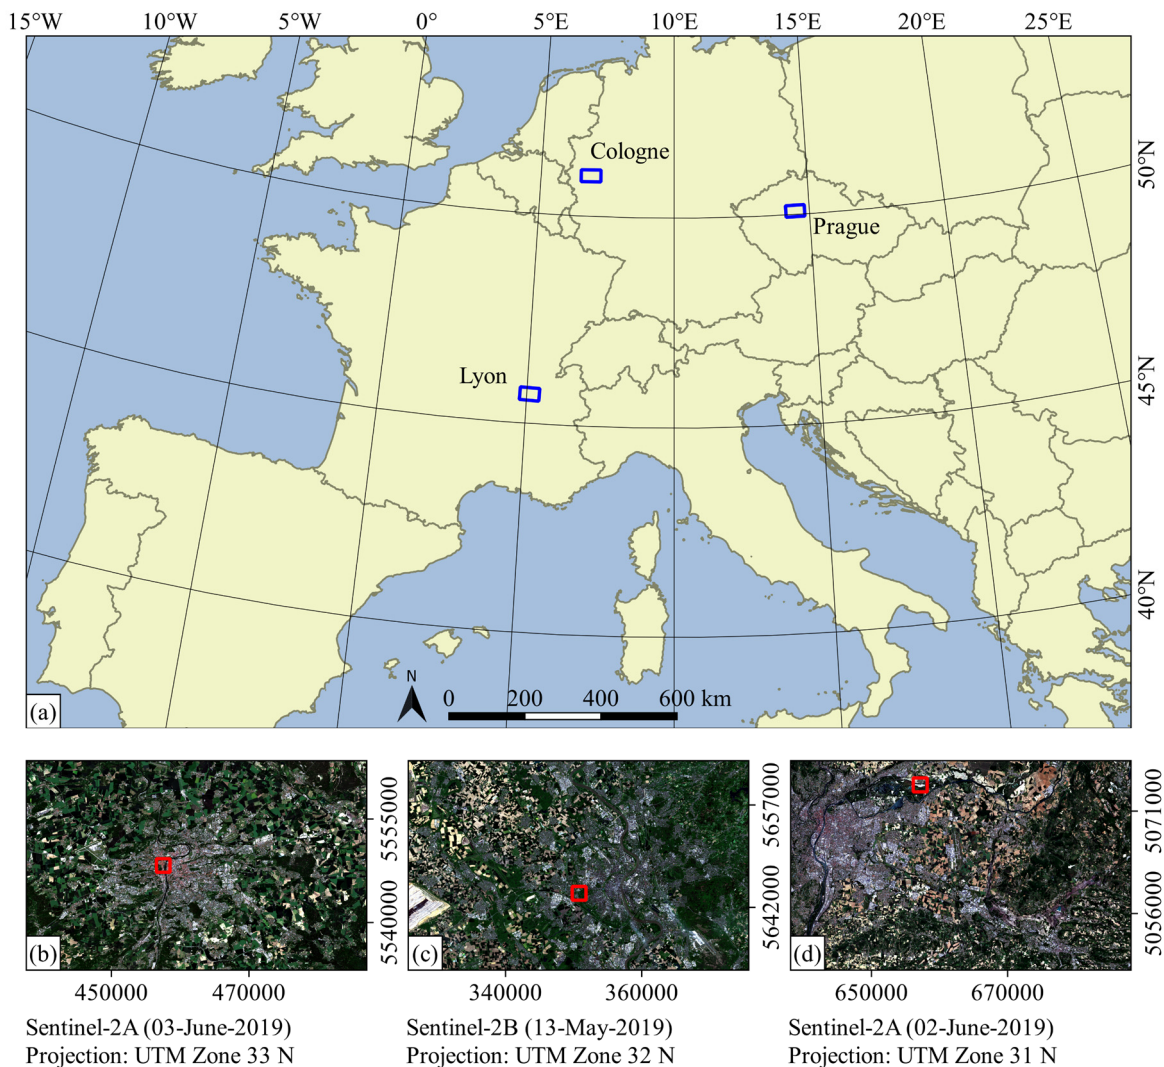 15°W 10°W 5°W 0° 5°E 10°E 15°E 20°E 25°E
50°N
Cologne
Prague
Lyon
45°N
40°N
N
0 200 400 600 km
(a)
5555000
5540000
5657000
5642000
5071000
5056000
(b)
(c)
(d)
450000 470000
340000 360000
650000 670000
Sentinel-2A (03-June-2019)
Projection: UTM Zone 33 N
Sentinel-2B (13-May-2019)
Projection: UTM Zone 32 N
Sentinel-2A (02-June-2019)
Projection: UTM Zone 31 N